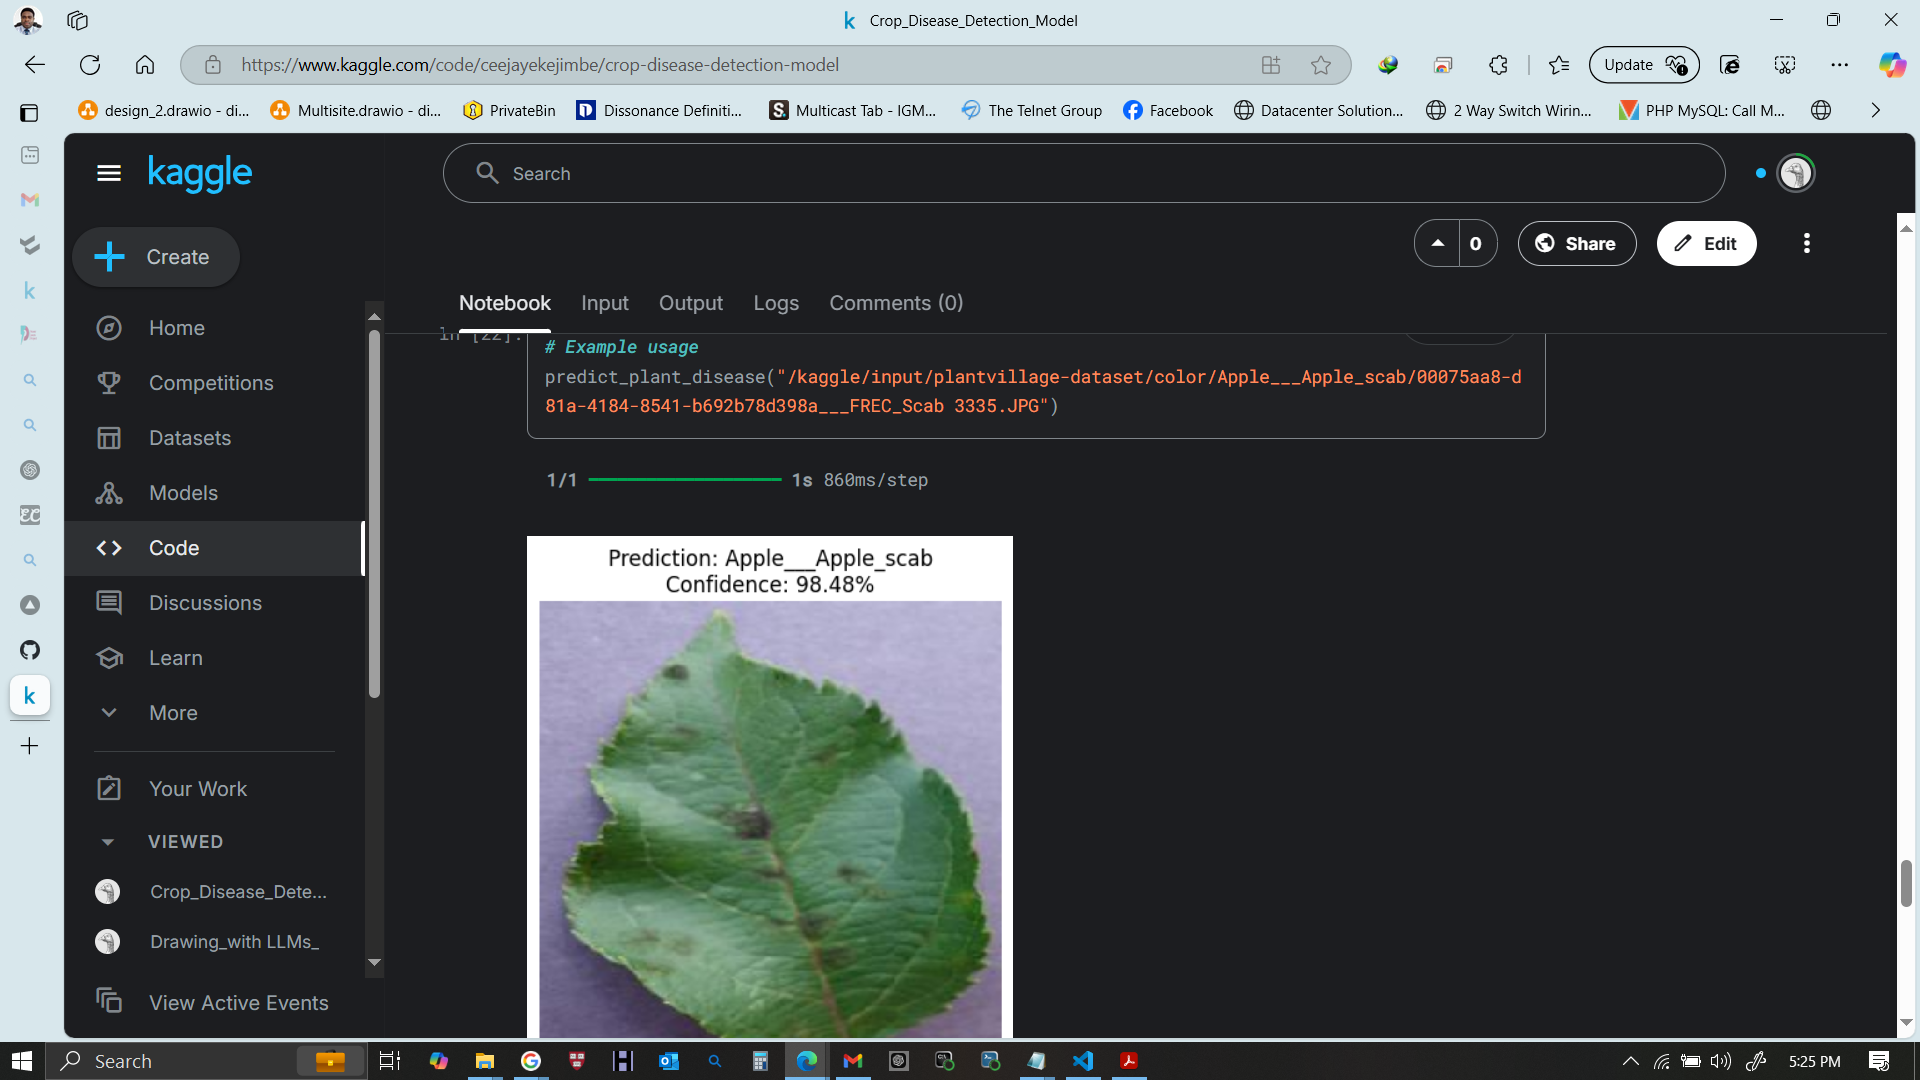 Crop_Disease_Detection_Model
https://www.kaggle.com/code/ceejayekejimbe/crop-disease-detection-model
Update
design_2.drawio - di...
Multisite.drawio - di...
PrivateBin
Dissonance Definiti...
Multicast Tab - IGM...
The Telnet Group
Facebook
Datacenter Solution...
2 Way Switch Wirin...
PHP MySQL: Call M...
kaggle
Search
Create
0
Share
Edit
Notebook
Input
Output
Logs
Comments (0)
Home
Competitions
Datasets
Models
Code
Discussions
Learn
More
Your Work
VIEWED
Crop_Disease_Dete...
Drawing_with LLMs_
View Active Events
In [22]:
# Example usage
predict_plant_disease("/kaggle/input/plantvillage-dataset/color/Apple___Apple_scab/00075aa8-d
81a-4184-8541-b692b78d398a___FREC_Scab 3335.JPG")
1/1 1s 860ms/step
Prediction: Apple___Apple_scab
Confidence: 98.48%
Search
5:25 PM